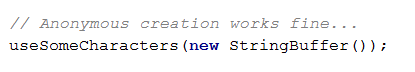 // Anonymous creation works fine...
useSomeCharacters(new StringBuffer());